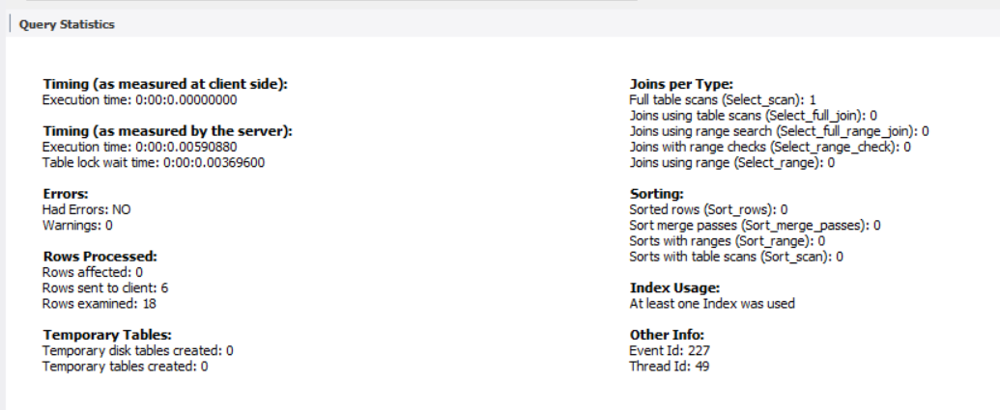 Query Statistics
Timing (as measured at client side):
Execution time: 0:00:0.00000000
Timing (as measured by the server):
Execution time: 0:00:0.00590880
Table lock wait time: 0:00:0.00369600
Errors:
Had Errors: NO
Warnings: 0
Rows Processed:
Rows affected: 0
Rows sent to client: 6
Rows examined: 18
Temporary Tables:
Temporary disk tables created: 0
Temporary tables created: 0
Joins per Type:
Full table scans (Select_scan): 1
Joins using table scans (Select_full_join): 0
Joins using range search (Select_full_range_join): 0
Joins with range checks (Select_range_check): 0
Joins using range (Select_range): 0
Sorting:
Sorted rows (Sort_rows): 0
Sort merge passes (Sort_merge_passes): 0
Sorts with ranges (Sort_range): 0
Sorts with table scans (Sort_scan): 0
Index Usage:
At least one Index was used
Other Info:
Event Id: 227
Thread Id: 49